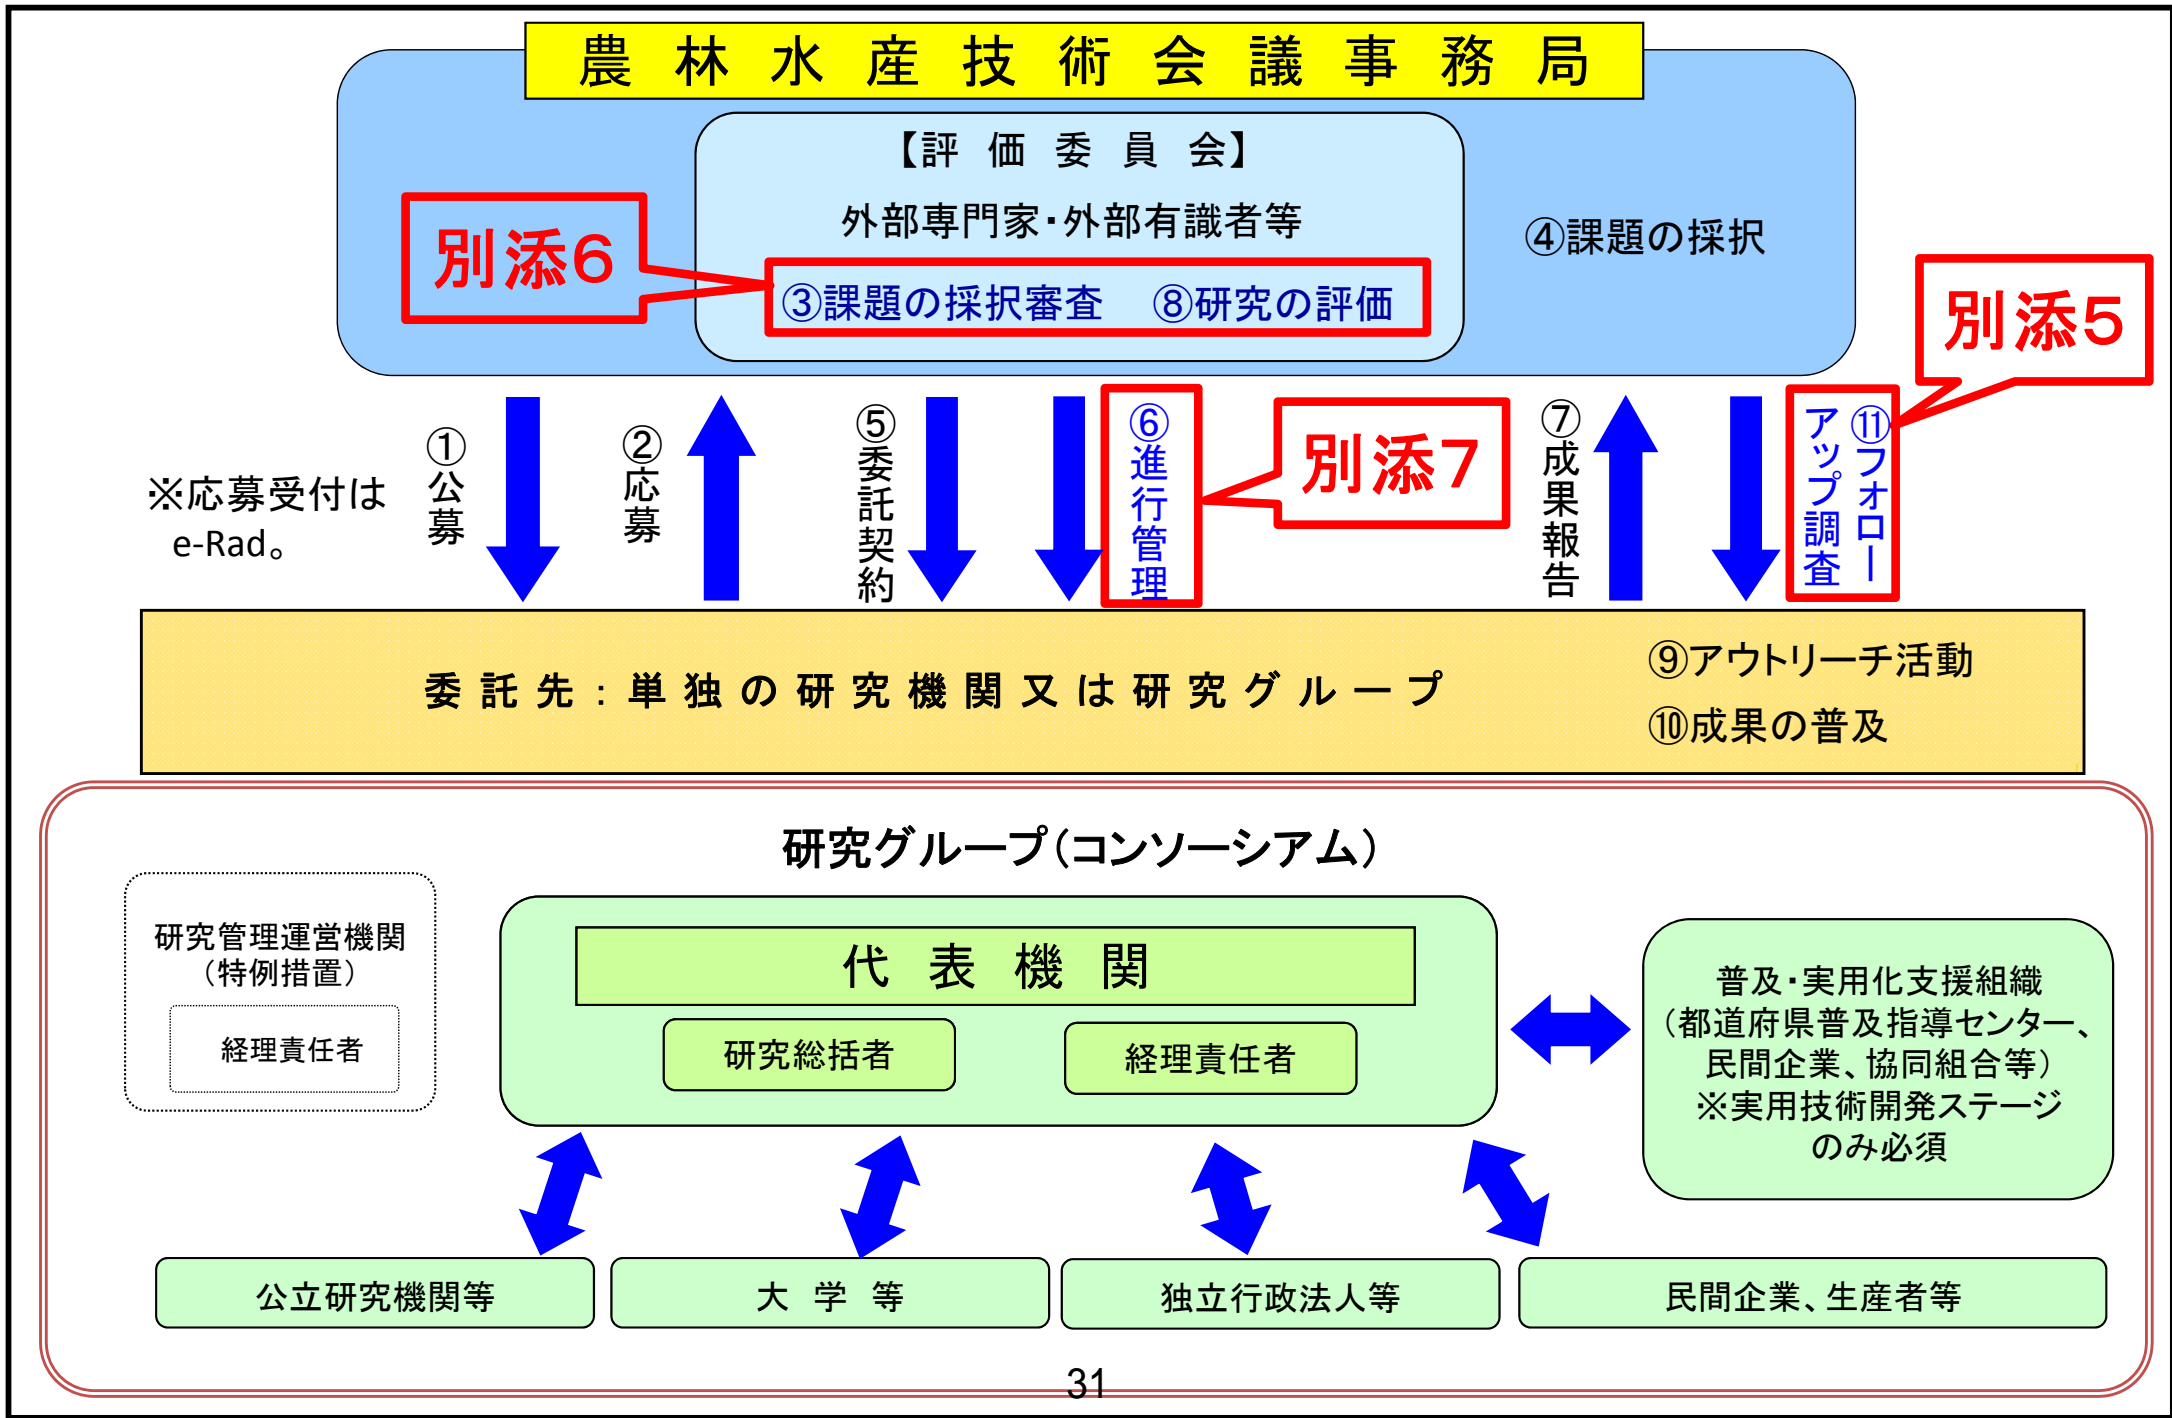 農林水産技術会議事務局
【評価委員会】
外部専門家・外部有識者等
③課題の採択審査 ⑧研究の評価
別添6
④課題の採択
別添5
※応募受付は
e-Rad。
①公募
②応募
⑤委託契約
⑥進行管理
別添7
⑦成果報告
⑪フォロー
アップ調査
委託先：単独の研究機関又は研究グループ
⑨アウトリーチ活動
⑩成果の普及
研究グループ（コンソーシアム）
研究管理運営機関
（特例措置）
経理責任者
代表機関
研究総括者
経理責任者
普及・実用化支援組織
（都道府県普及指導センター、
民間企業、協同組合等）
※実用技術開発ステージ
のみ必須
公立研究機関等
大学等
独立行政法人等
民間企業、生産者等
31